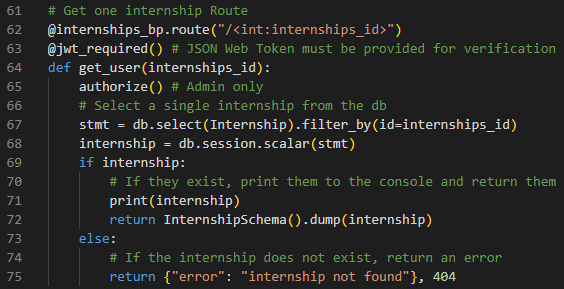 61 # Get one internship Route
62 @internships_bp.route("/<int:internships_id>")
63 @jwt_required() # JSON Web Token must be provided for verification
64 def get_user(internships_id):
65     authorize() # Admin only
66     # Select a single internship from the db
67     stmt = db.select(Internship).filter_by(id=internships_id)
68     internship = db.session.scalar(stmt)
69     if internship:
70         # If they exist, print them to the console and return them
71         print(internship)
72         return InternshipSchema().dump(internship)
73     else:
74         # If the internship does not exist, return an error
75         return {"error": "internship not found"}, 404